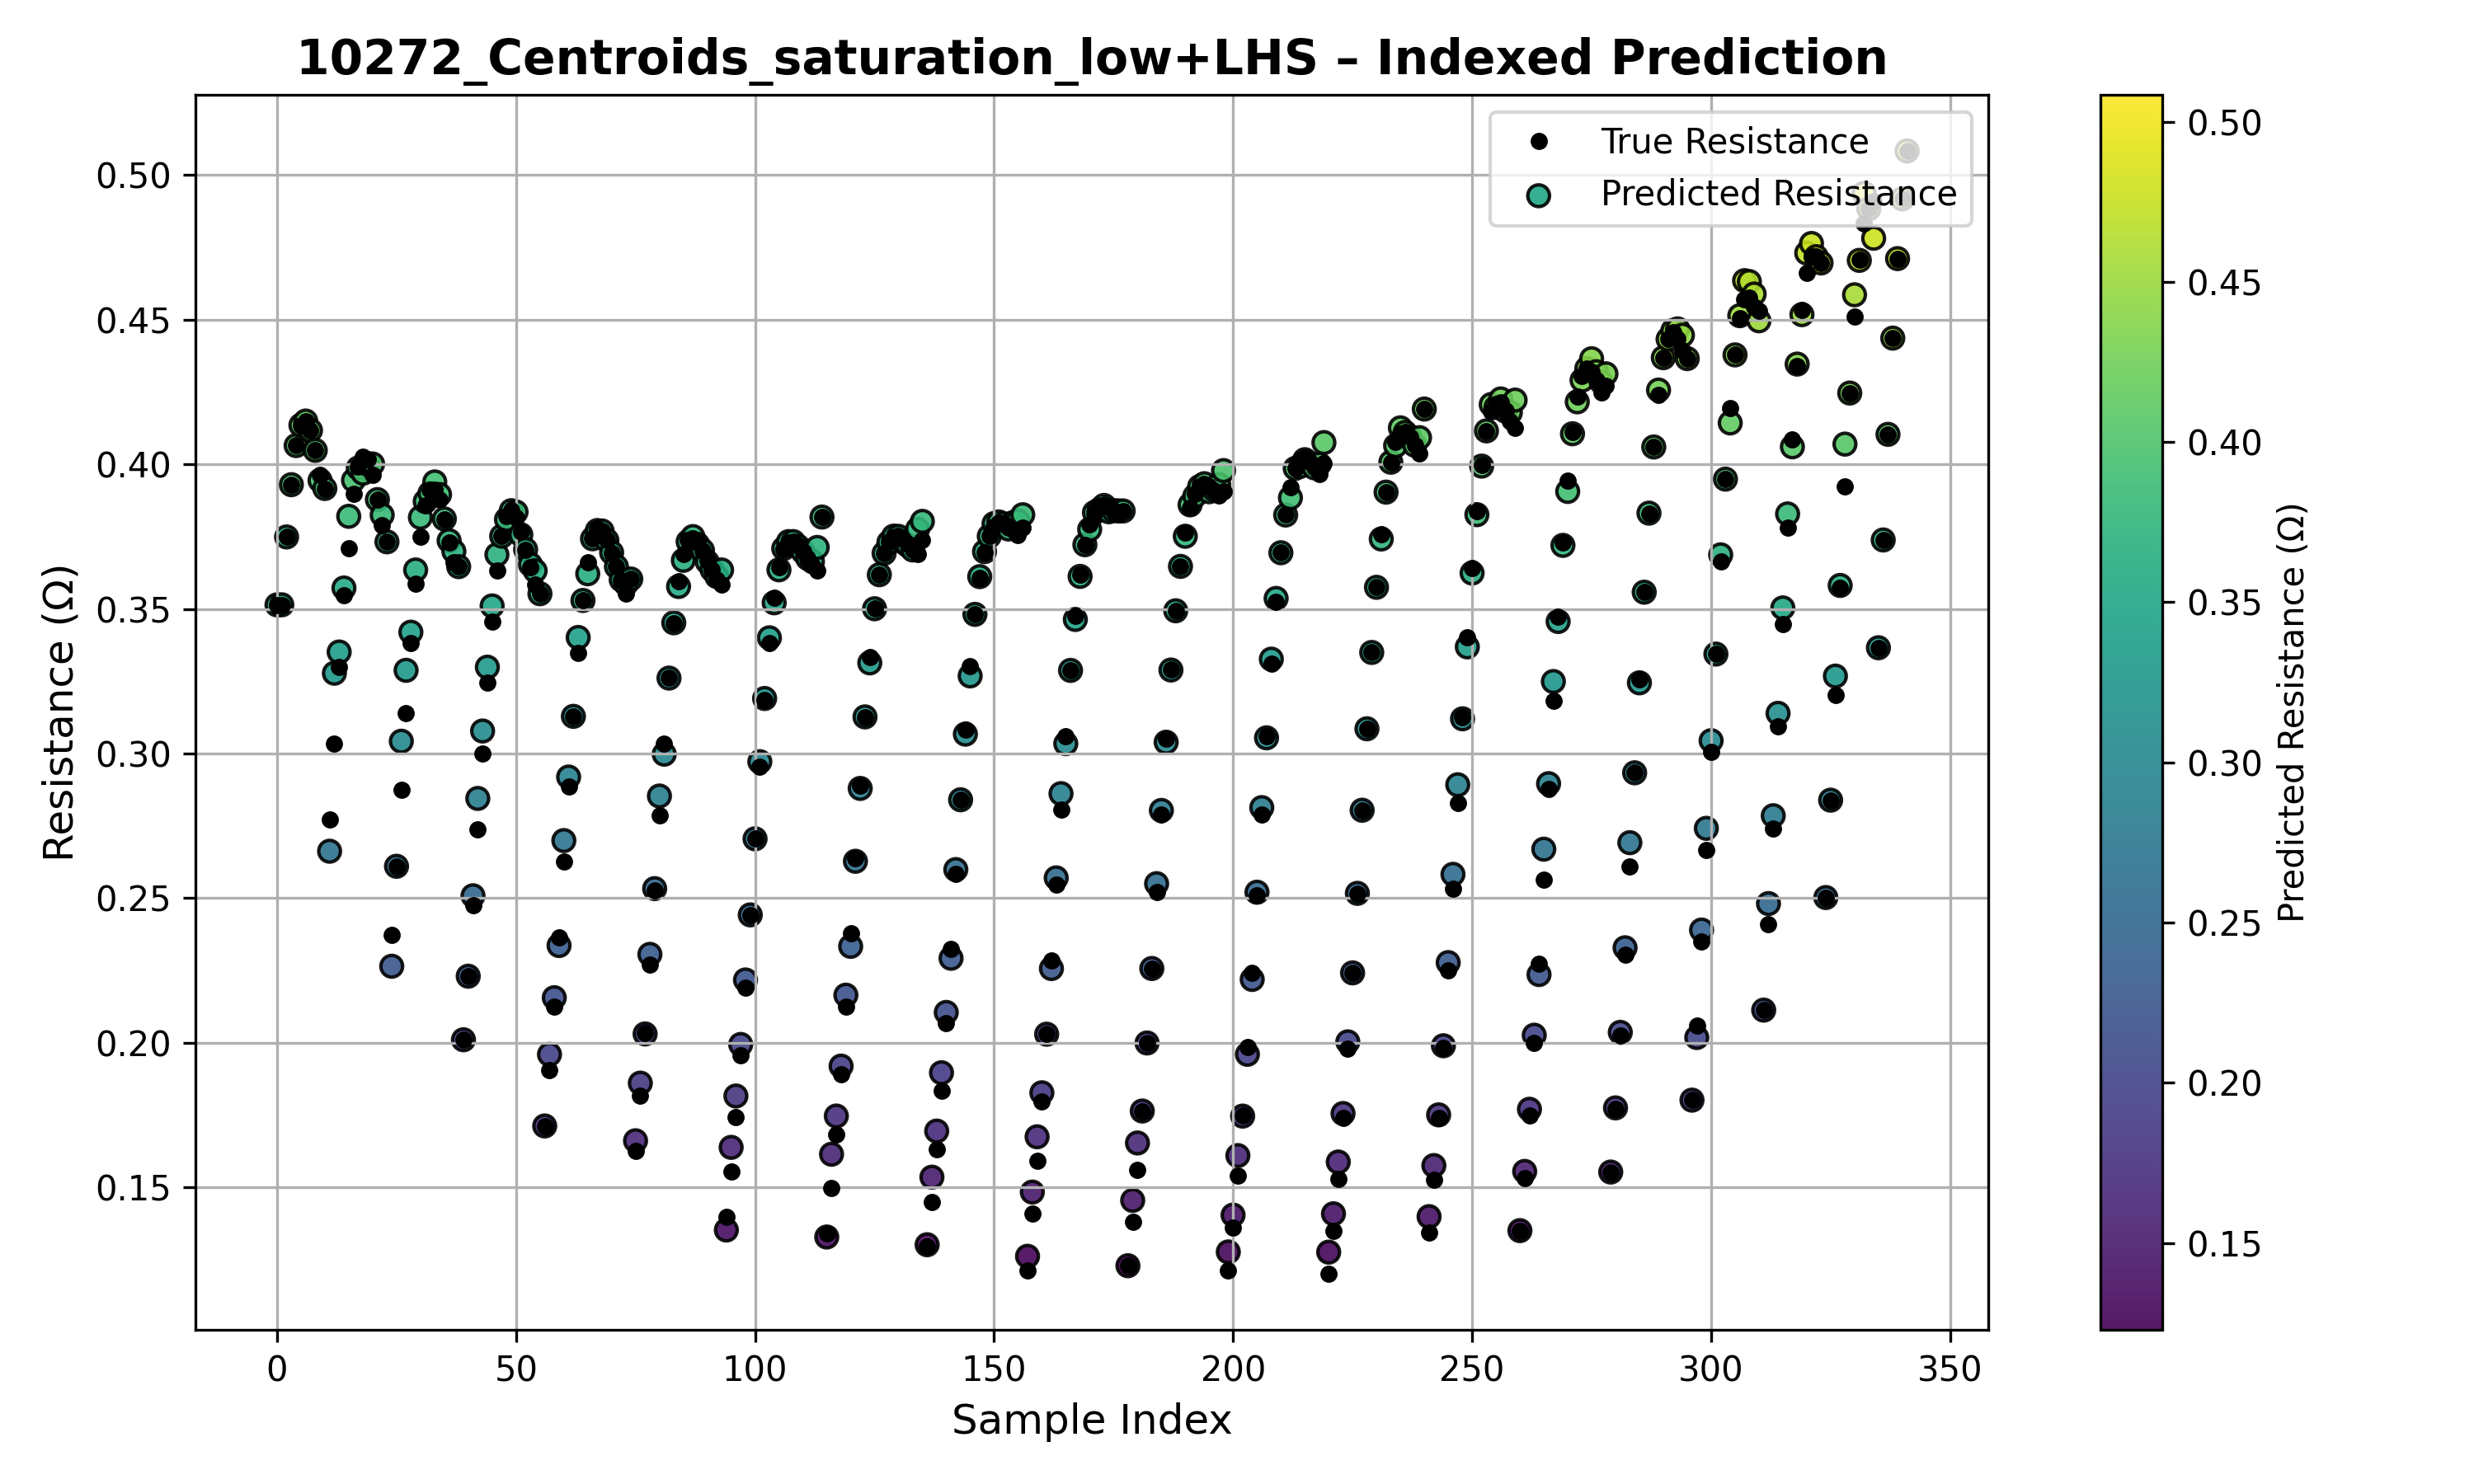 10272_Centroids_saturation_low+LHS – Indexed Prediction
True Resistance
Predicted Resistance
Resistance (Ω)
0.50
0.45
0.40
0.35
0.30
0.25
0.20
0.15
0 50 100 150 200 250 300 350
Sample Index
0.50
0.45
0.40
0.35
0.30
0.25
0.20
0.15
Predicted Resistance (Ω)